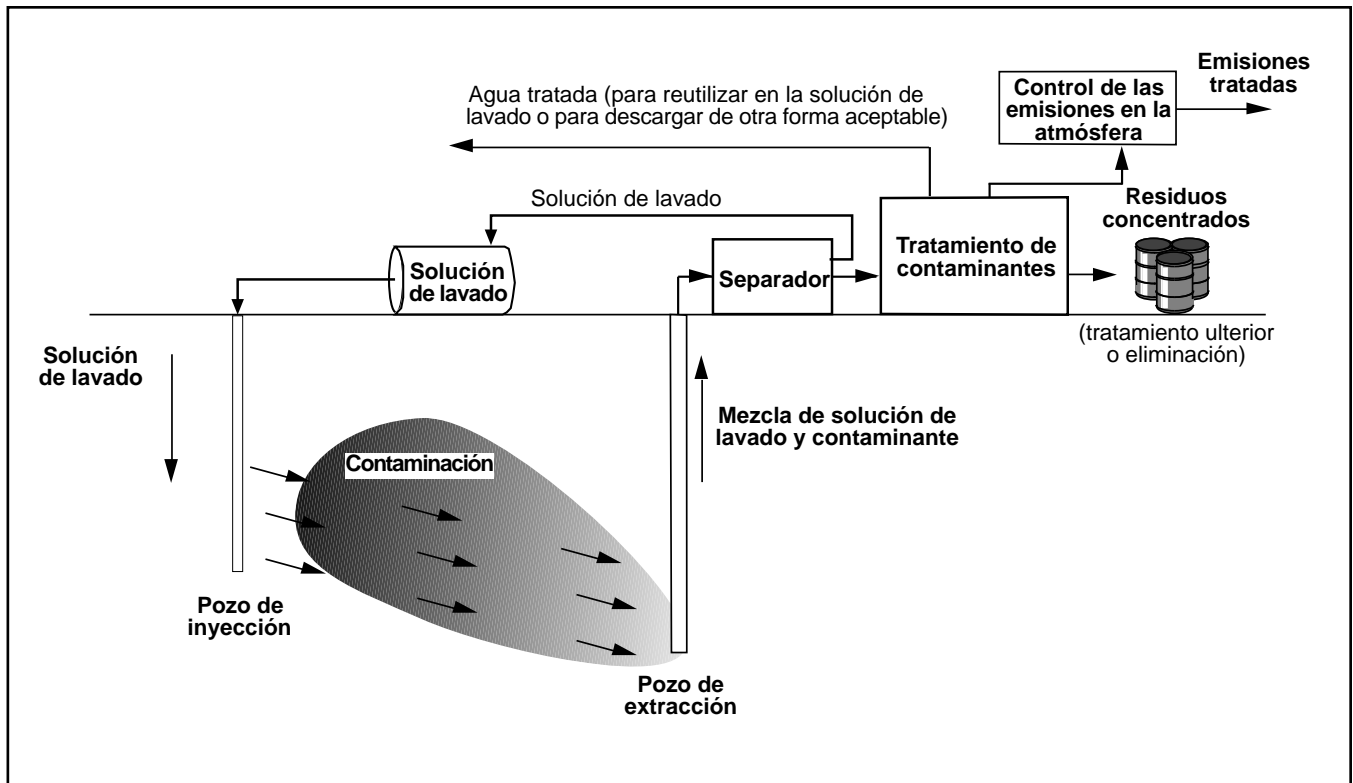 Emisiones
tratadas
Control de las
emisiones en la
atmósfera
Agua tratada (para reutilizar en la solución de
lavado o para descargar de otra forma aceptable)
Solución de lavado
Residuos
concentrados
Tratamiento de
contaminantes
Separador
Solución
de lavado
(tratamiento ulterior
o eliminación)
Solución
de lavado
Mezcla de solución de
lavado y contaminante
Contaminación
Pozo de
inyección
Pozo de
extracción